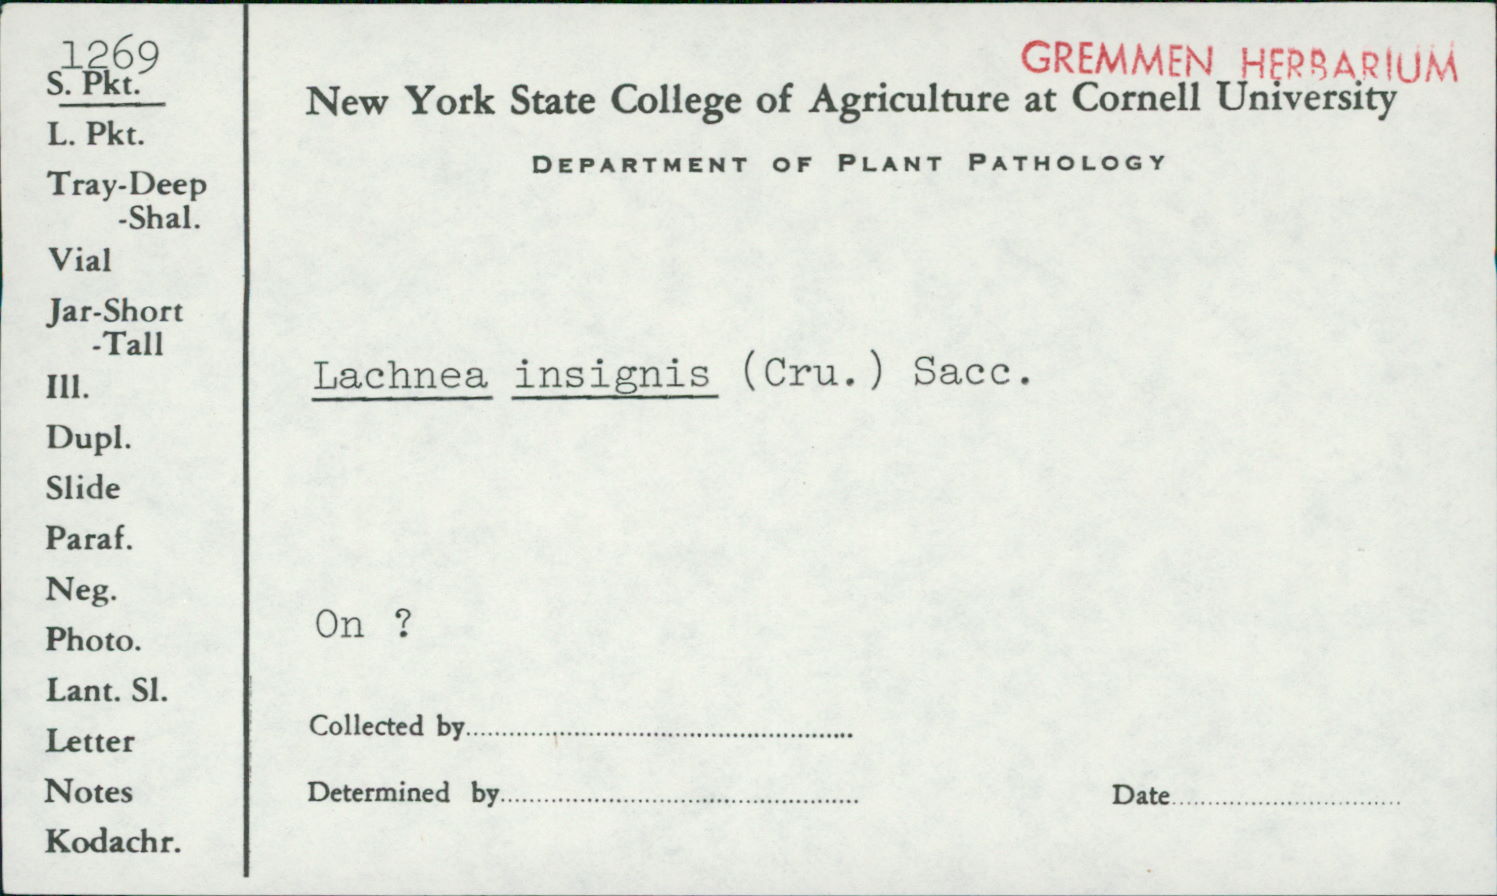 1269
S. Pkt.
L. Pkt.
Tray-Deep
-Shal.
Vial
Jar-Short
-Tall
Ill.
Dupl.
Slide
Paraf.
Neg.
Photo.
Lant. Sl.
Letter
Notes
Kodachr.
GREMMEN HERBARIUM
New York State College of Agriculture at Cornell University
DEPARTMENT OF PLANT PATHOLOGY
Lachnea insignis (Cru.) Sacc.
On ?
Collected by
Determined by
Date